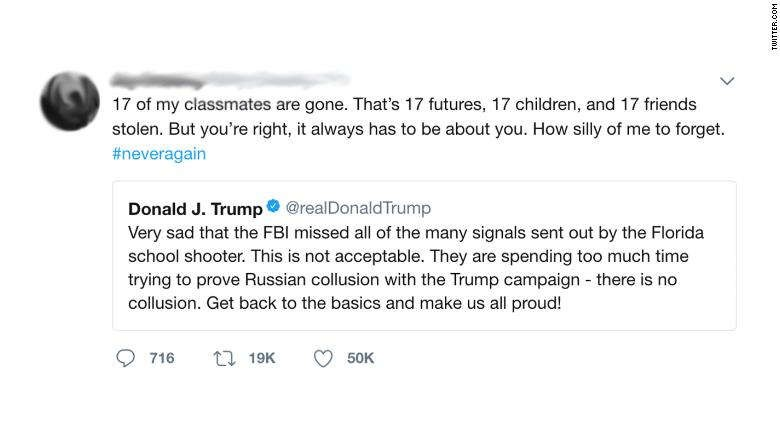 TWITTER.COM
17 of my classmates are gone. That's 17 futures, 17 children, and 17 friends
stolen. But you're right, it always has to be about you. How silly of me to forget.
#neveragain
Donald J. Trump @realDonaldTrump
Very sad that the FBI missed all of the many signals sent out by the Florida
school shooter. This is not acceptable. They are spending too much time
trying to prove Russian collusion with the Trump campaign - there is no
collusion. Get back to the basics and make us all proud!
716 19K 50K